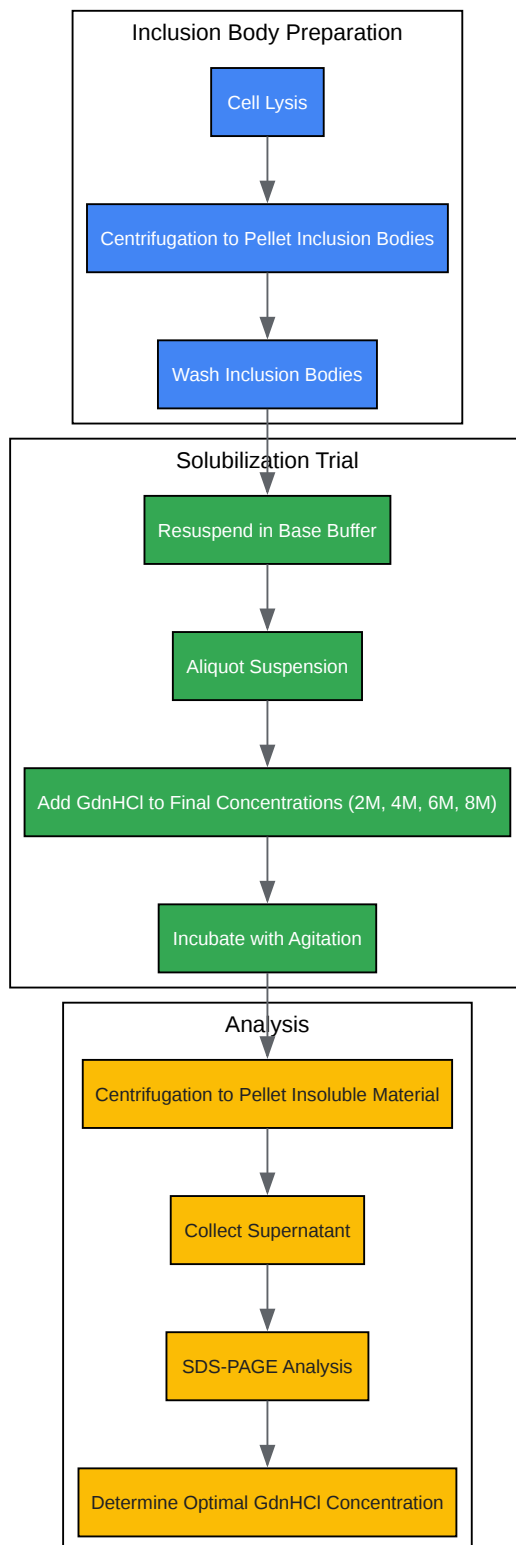 Inclusion Body Preparation
Cell Lysis
Centrifugation to Pellet Inclusion Bodies
Wash Inclusion Bodies
Solubilization Trial
Resuspend in Base Buffer
Aliquot Suspension
Add GdnHCl to Final Concentrations (2M, 4M, 6M, 8M)
Incubate with Agitation
Analysis
Centrifugation to Pellet Insoluble Material
Collect Supernatant
SDS-PAGE Analysis
Determine Optimal GdnHCl Concentration